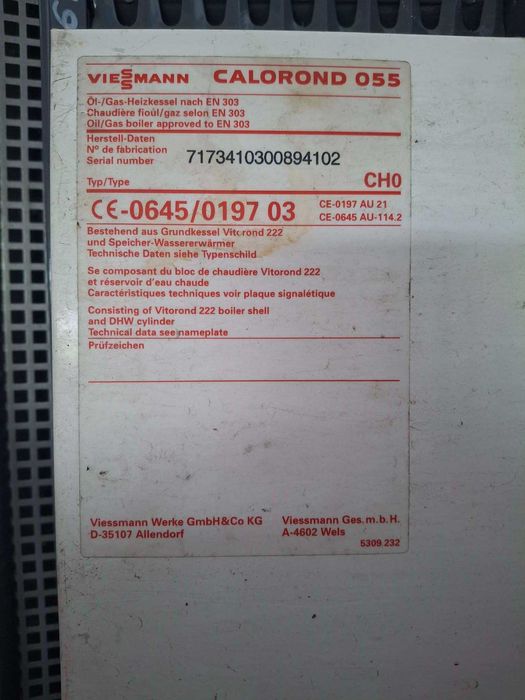 VIESSMANN CALOROND 055
Öl-/Gas-Heizkessel nach EN 303
Chaudière fioúl/gaz selon EN 303
Oil/Gas boiler approved to EN 303
Herstell-Daten
N° de fabrication
Serial number 7173410300894102
Typ/Type CH0
CE-0645/0197 03 CE-0197 AU 21
CE-0645 AU-114.2
Bestehend aus Grundkessel Vitorond 222
und Speicher-Wassererwärmer
Technische Daten siehe Typenschild
Se composant du bloc de chaudière Vitorond 222
et réservoir d'eau chaude
Caractéristiques techniques voir plaque signalétique
Consisting of Vitorond 222 boiler shell
and DHW cylinder
Technical data see nameplate
Prüfzeichen
Viessmann Werke GmbH&Co KG Viessmann Ges.m.b.H.
D-35107 Allendorf A-4602 Wels
5309 232